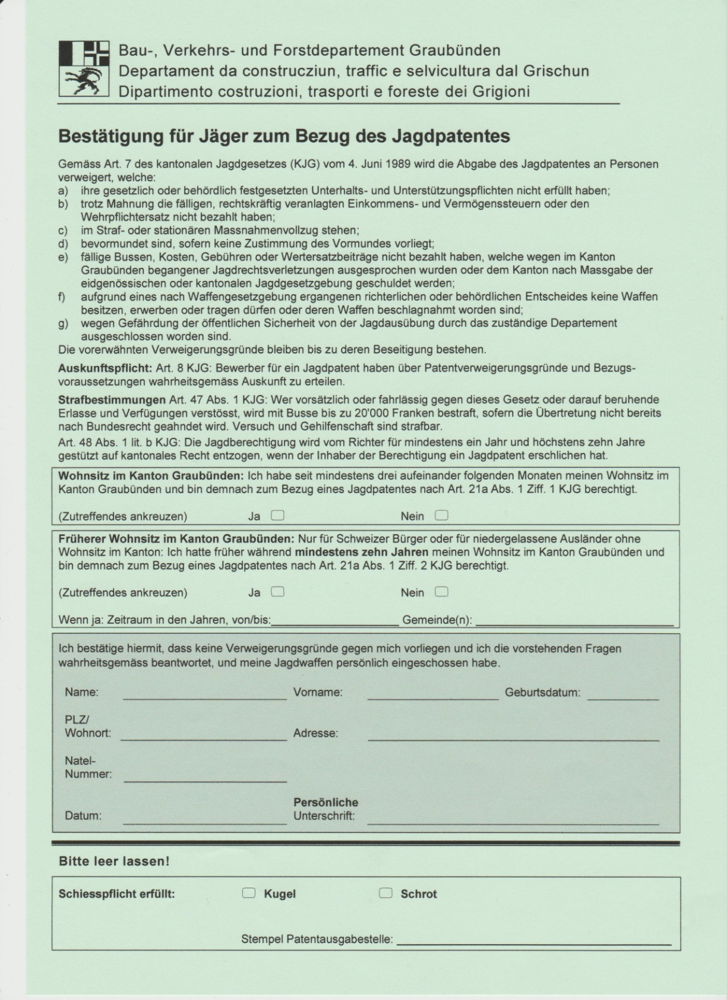 Bau-, Verkehrs- und Forstdepartement Graubünden
Departament da construcziun, traffic e selvicultura dal Grischun
Dipartimento costruzioni, trasporti e foreste dei Grigioni
Bestätigung für Jäger zum Bezug des Jagdpatentes
Gemäss Art. 7 des kantonalen Jagdgesetzes (KJG) vom 4. Juni 1989 wird die Abgabe des Jagdpatentes an Personen
verweigert, welche:
a) ihre gesetzlich oder behördlich festgesetzten Unterhalts- und Unterstützungspflichten nicht erfüllt haben;
b) trotz Mahnung die fälligen, rechtskräftig veranlagten Einkommens- und Vermögenssteuern oder den
Wehrpflichtersatz nicht bezahlt haben;
c) im Straf- oder stationären Massnahmenvollzug stehen;
d) bevormundet sind, sofern keine Zustimmung des Vormundes vorliegt;
e) fällige Bussen, Kosten, Gebühren oder Wertersatzbeiträge nicht bezahlt haben, welche wegen im Kanton
Graubünden begangener Jagdrechtsverletzungen ausgesprochen wurden oder dem Kanton nach Massgabe der
eidgenössischen oder kantonalen Jagdgesetzgebung geschuldet werden;
f) aufgrund eines nach Waffengesetzgebung ergangenen richterlichen oder behördlichen Entscheides keine Waffen
besitzen, erwerben oder tragen dürfen oder deren Waffen beschlagnahmt worden sind;
g) wegen Gefährdung der öffentlichen Sicherheit von der Jagdausübung durch das zuständige Departement
ausgeschlossen worden sind.
Die vorerwähnten Verweigerungsgründe bleiben bis zu deren Beseitigung bestehen.
Auskunftspflicht: Art. 8 KJG: Bewerber für ein Jagdpatent haben über Patentverweigerungsgründe und Bezugs-
voraussetzungen wahrheitsgemäss Auskunft zu erteilen.
Strafbestimmungen Art. 47 Abs. 1 KJG: Wer vorsätzlich oder fahrlässig gegen dieses Gesetz oder darauf beruhende
Erlasse und Verfügungen verstösst, wird mit Busse bis zu 20'000 Franken bestraft, sofern die Übertretung nicht bereits
nach Bundesrecht geahndet wird. Versuch und Gehilfenschaft sind strafbar.
Art. 48 Abs. 1 lit. b KJG: Die Jagdberechtigung wird vom Richter für mindestens ein Jahr und höchstens zehn Jahre
gestützt auf kantonales Recht entzogen, wenn der Inhaber der Berechtigung ein Jagdpatent erschlichen hat.
Wohnsitz im Kanton Graubünden: Ich habe seit mindestens drei aufeinander folgenden Monaten meinen Wohnsitz im
Kanton Graubünden und bin demnach zum Bezug eines Jagdpatentes nach Art. 21a Abs. 1 Ziff. 1 KJG berechtigt.
(Zutreffendes ankreuzen) Ja Nein
Früherer Wohnsitz im Kanton Graubünden: Nur für Schweizer Bürger oder für niedergelassene Ausländer ohne
Wohnsitz im Kanton: Ich hatte früher während mindestens zehn Jahren meinen Wohnsitz im Kanton Graubünden und
bin demnach zum Bezug eines Jagdpatentes nach Art. 21a Abs. 1 Ziff. 2 KJG berechtigt.
(Zutreffendes ankreuzen) Ja Nein
Wenn ja: Zeitraum in den Jahren, von/bis: Gemeinde(n):
Ich bestätige hiermit, dass keine Verweigerungsgründe gegen mich vorliegen und ich die vorstehenden Fragen
wahrheitsgemäss beantwortet, und meine Jagdwaffen persönlich eingeschossen habe.
Name: Vorname: Geburtsdatum:
PLZ/
Wohnort: Adresse:
Natel-
Nummer:
Persönliche
Datum: Unterschrift:
Bitte leer lassen!
Schiesspflicht erfüllt: Kugel Schrot
Stempel Patentausgabestelle: